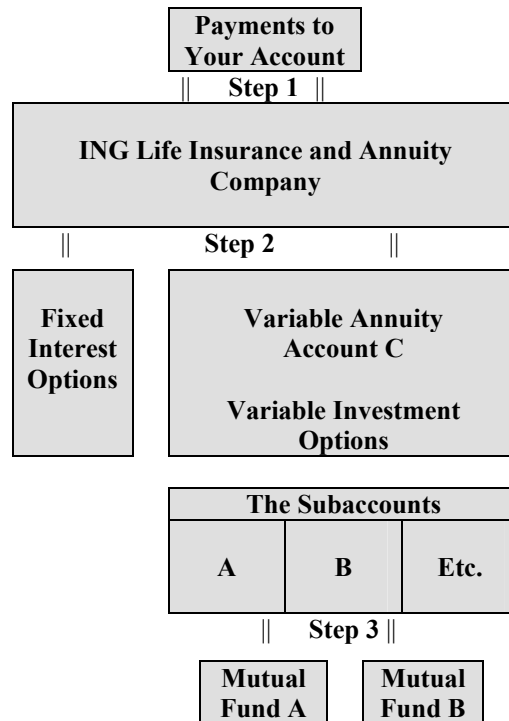 Payments to
Your Account
|| Step 1 ||
ING Life Insurance and Annuity
Company
|| Step 2 ||
Fixed
Interest
Options
Variable Annuity
Account C
Variable Investment
Options
The Subaccounts
A B Etc.
|| Step 3 ||
Mutual
Fund A
Mutual
Fund B